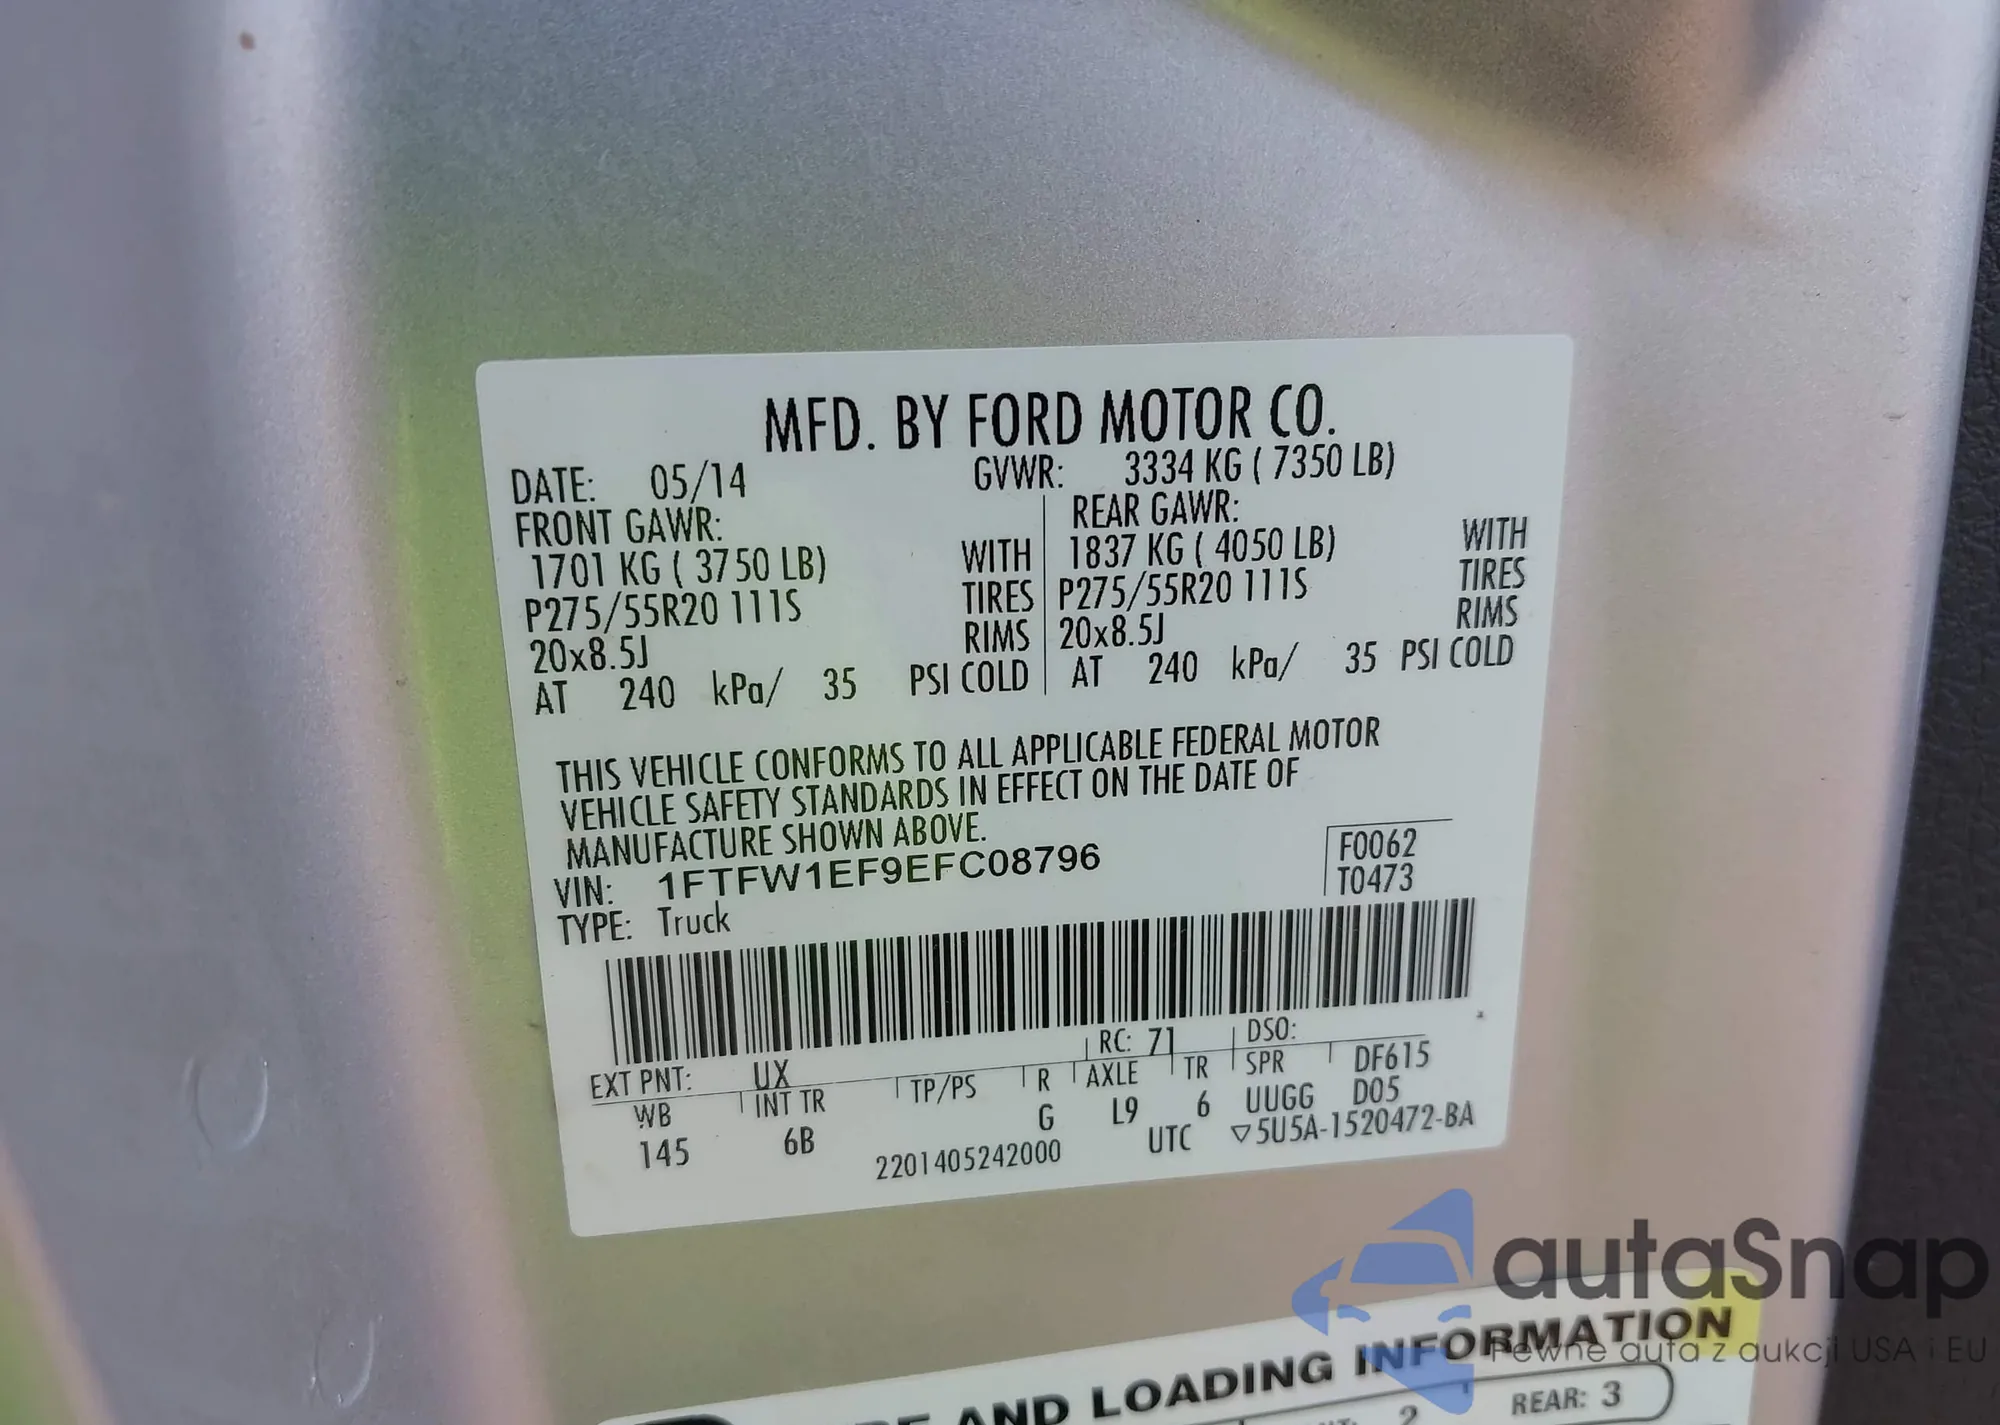 MFD. BY FORD MOTOR CO.
DATE: 05/14 GVWR: 3334 KG ( 7350 LB)
FRONT GAWR: REAR GAWR:
1701 KG ( 3750 LB) WITH 1837 KG ( 4050 LB) WITH
P275/55R20 111S TIRES P275/55R20 111S TIRES
20x8.5J RIMS 20x8.5J RIMS
AT 240 kPa/ 35 PSI COLD AT 240 kPa/ 35 PSI COLD
THIS VEHICLE CONFORMS TO ALL APPLICABLE FEDERAL MOTOR
VEHICLE SAFETY STANDARDS IN EFFECT ON THE DATE OF
MANUFACTURE SHOWN ABOVE.
VIN: 1FTFW1EF9EFC08796 F0062
TYPE: Truck T0473
EXT PNT: UX RC: 71 DSO:
WB INT TR TP/PS R AXLE TR SPR DF615
145 6B G L9 6 UUGG D05
2201405242000 UTC ▽5U5A-1520472-BA
autaSnap
Pewne auta z aukcji USA i EU
AND LOADING INFORMATION
2 REAR: 3